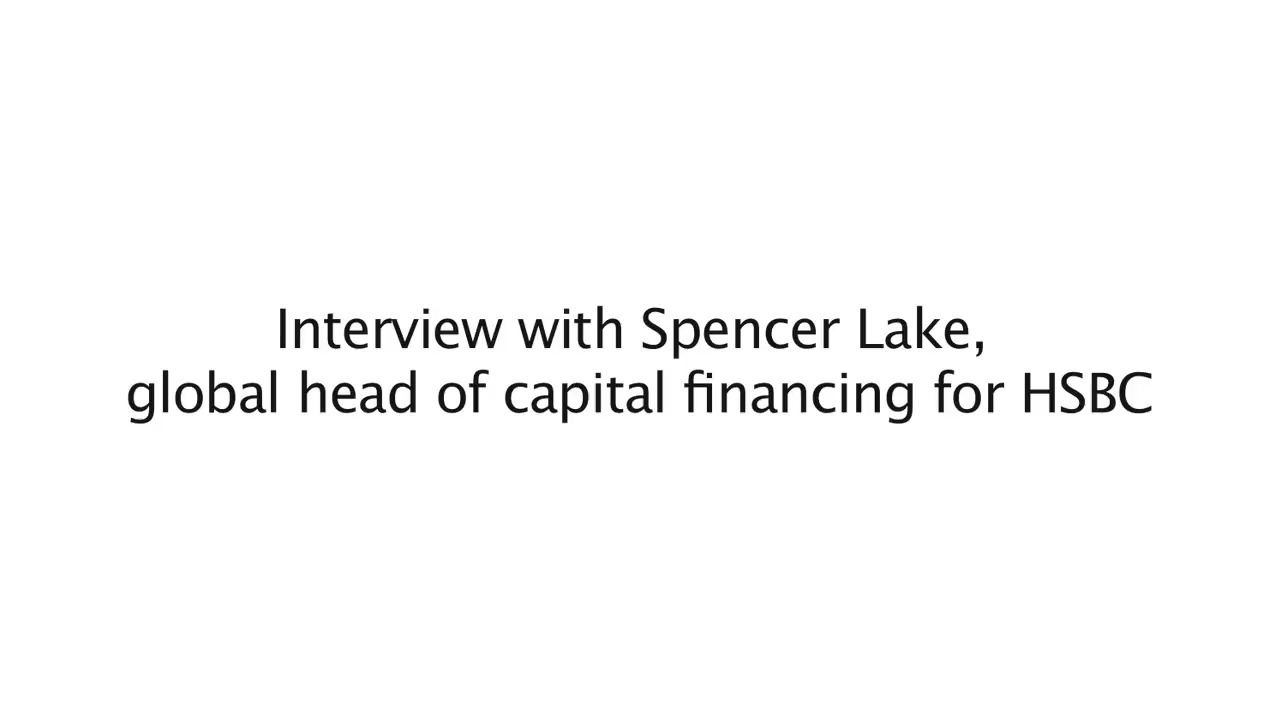 Interview with Spencer Lake,
global head of capital financing for HSBC